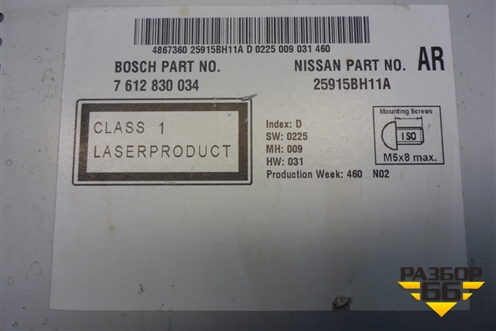 4867360 25915BH11A D 0225 009 031 460
BOSCH PART NO.
7 612 830 034
NISSAN PART NO.
25915BH11A
AR
CLASS 1
LASERPRODUCT
Index: D
SW: 0225
MH: 009
HW: 031
Production Week: 460 N02
Mounting Screws
ISO
M5x8 max.
РАЗБОР
66